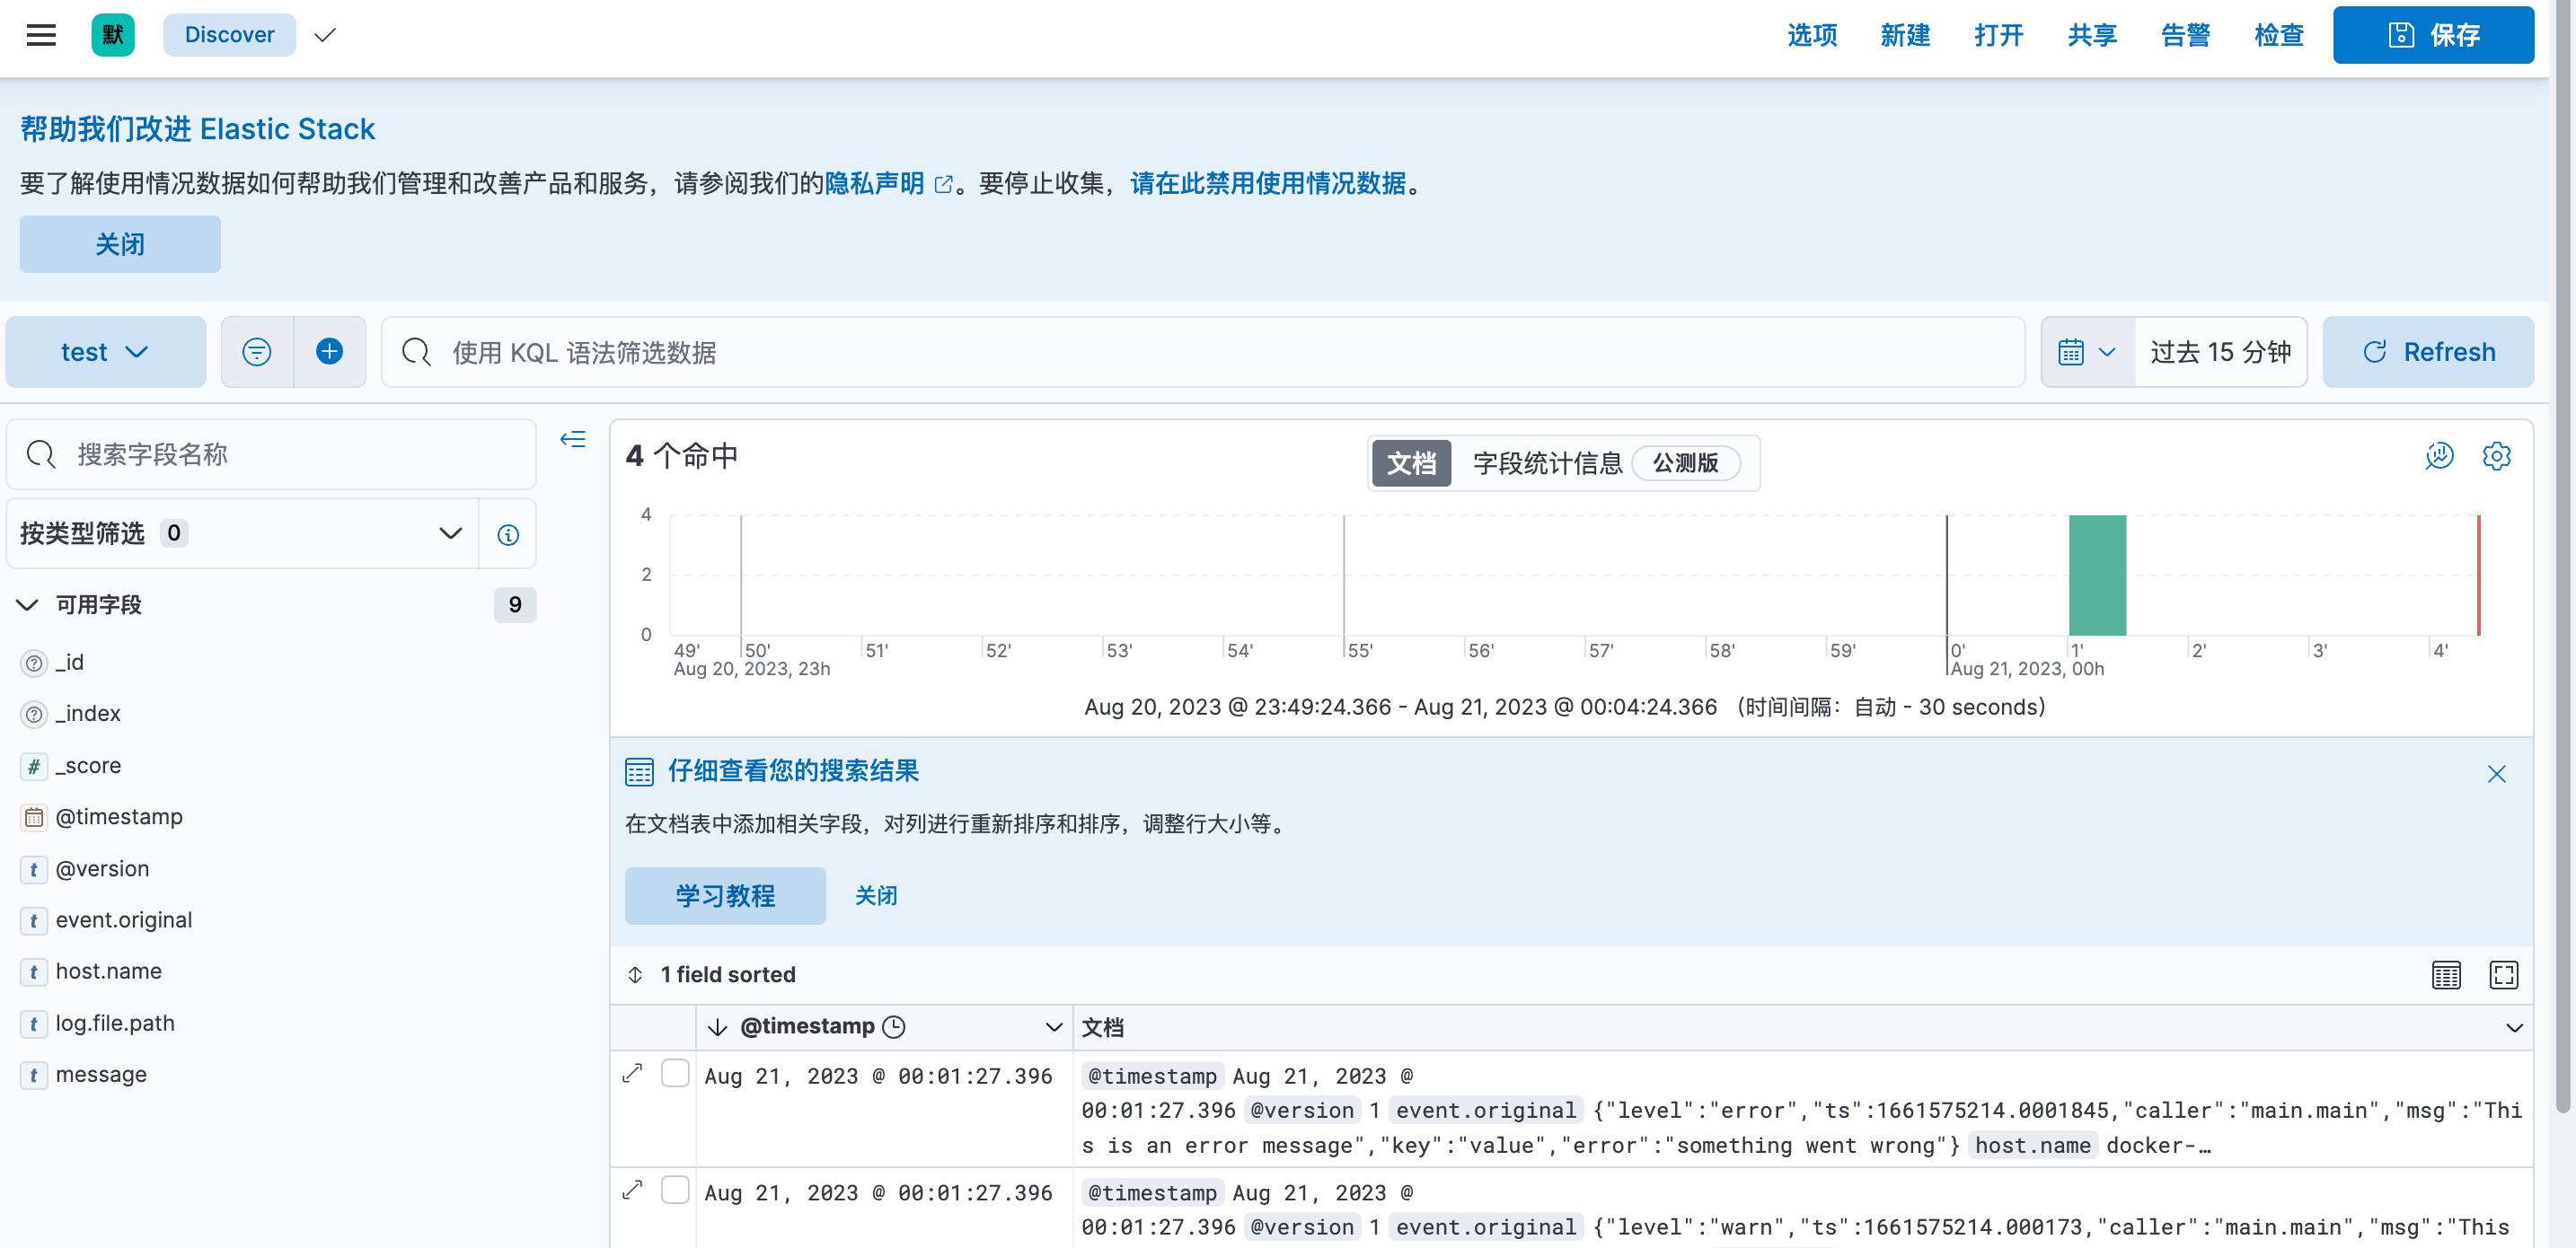 默 Discover 选项 新建 打开 共享 告警 检查 保存
帮助我们改进 Elastic Stack
要了解使用情况数据如何帮助我们管理和改善产品和服务，请参阅我们的隐私声明。要停止收集，请在此禁用使用情况数据。
关闭
test 使用 KQL 语法筛选数据 过去 15 分钟 Refresh
搜索字段名称
按类型筛选 0
可用字段 9
_id
_index
_score
@timestamp
@version
event.original
host.name
log.file.path
message
4 个命中 文档 字段统计信息 公测版
4
2
0
49' 50' 51' 52' 53' 54' 55' 56' 57' 58' 59' 0' 1' 2' 3' 4'
Aug 20, 2023, 23h Aug 21, 2023, 00h
Aug 20, 2023 @ 23:49:24.366 - Aug 21, 2023 @ 00:04:24.366 （时间间隔：自动 - 30 seconds）
仔细查看您的搜索结果
在文档表中添加相关字段，对列进行重新排序和排序，调整行大小等。
学习教程 关闭
1 field sorted
@timestamp 文档
Aug 21, 2023 @ 00:01:27.396 @timestamp Aug 21, 2023 @
00:01:27.396 @version 1 event.original {"level":"error","ts":1661575214.0001845,"caller":"main.main","msg":"Thi
s is an error message","key":"value","error":"something went wrong"} host.name docker-…
Aug 21, 2023 @ 00:01:27.396 @timestamp Aug 21, 2023 @
00:01:27.396 @version 1 event.original {"level":"warn","ts":1661575214.000173,"caller":"main.main","msg":"This